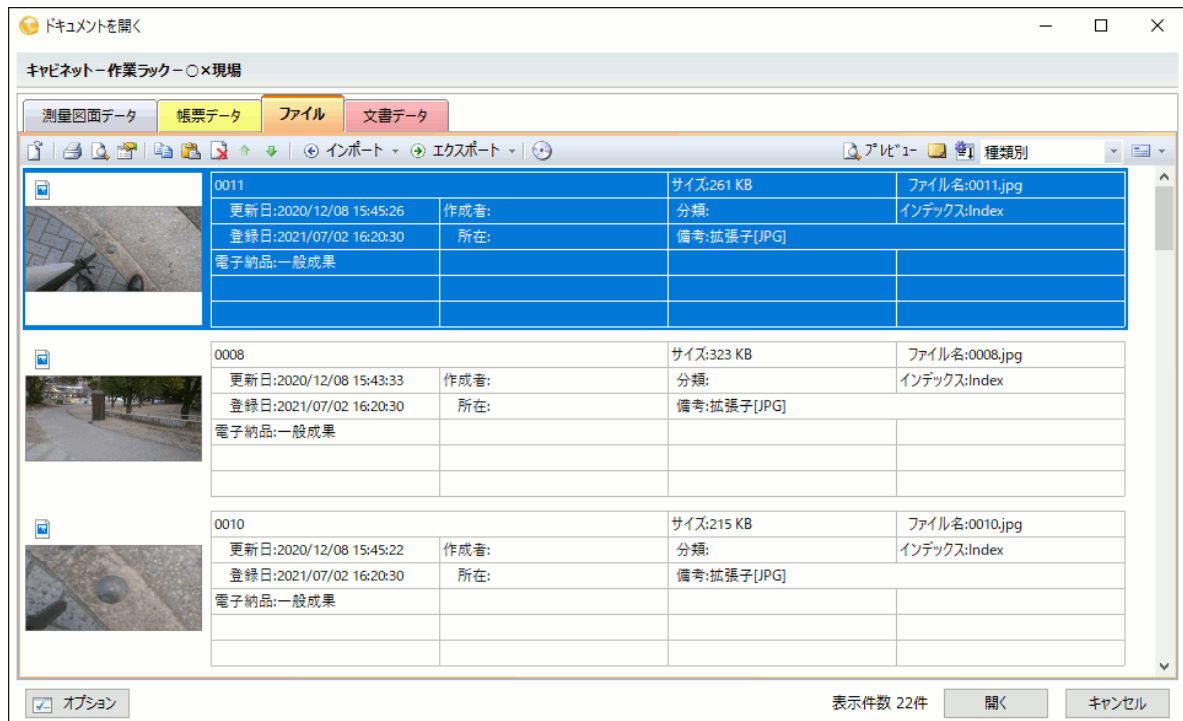 ドキュメントを開く
キャビネットー作業ラックー○×現場
測量図面データ 帳票データ ファイル 文書データ
インポート エクスポート プレビュー 種類別
0011 サイズ:261 KB ファイル名:0011.jpg
更新日:2020/12/08 15:45:26 作成者: 分類: インデックス:Index
登録日:2021/07/02 16:20:30 所在: 備考:拡張子[JPG]
電子納品:一般成果
0008 サイズ:323 KB ファイル名:0008.jpg
更新日:2020/12/08 15:43:33 作成者: 分類: インデックス:Index
登録日:2021/07/02 16:20:30 所在: 備考:拡張子[JPG]
電子納品:一般成果
0010 サイズ:215 KB ファイル名:0010.jpg
更新日:2020/12/08 15:45:22 作成者: 分類: インデックス:Index
登録日:2021/07/02 16:20:30 所在: 備考:拡張子[JPG]
電子納品:一般成果
オプション 表示件数 22件 開く キャンセル